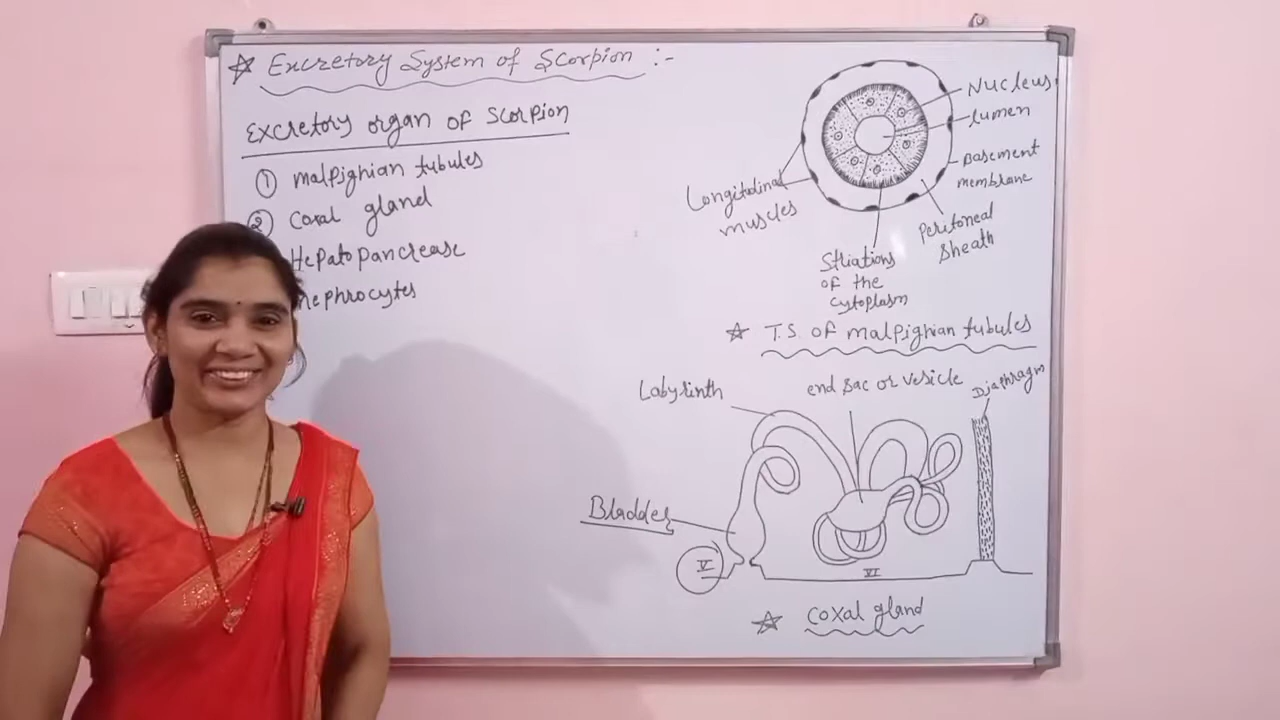 ☆ Excretory System of Scorpion :-
Excretory organ of Scorpion
① malpighian tubules
② Coxal gland
Hepatopancrease
nephrocytes
Nucleus
lumen
Basement
membrane
Peritoneal
Sheath
Longitudinal
muscles
Striations
of the
cytoplasm
☆ T.S. of malpighian tubules
Labyrinth
end sac or vesicle
Diaphragm
Bladder
V
VI
☆ Coxal gland